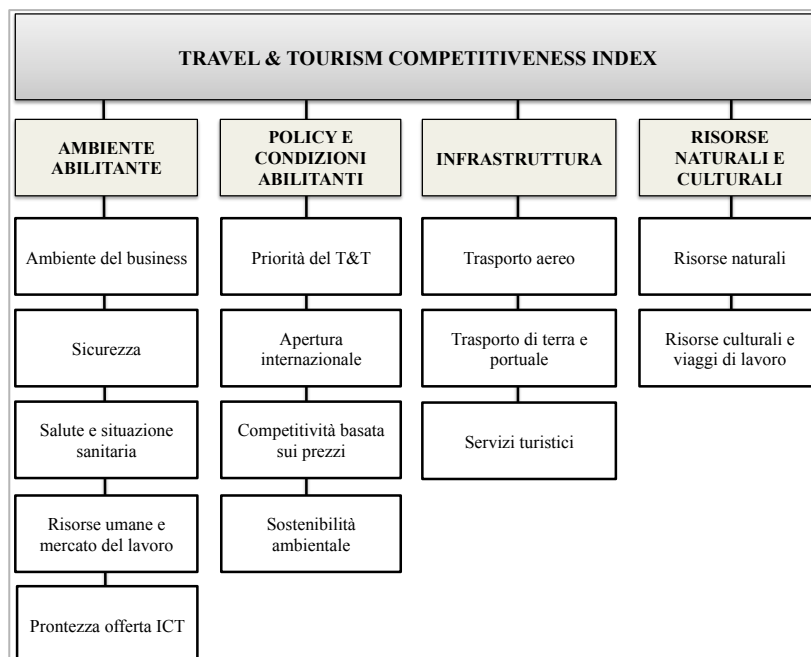 TRAVEL & TOURISM COMPETITIVENESS INDEX
AMBIENTE
ABILITANTE
Ambiente del business
Sicurezza
Salute e situazione
sanitaria
Risorse umane e
mercato del lavoro
Prontezza offerta ICT
POLICY E
CONDIZIONI
ABILITANTI
Priorità del T&T
Apertura
internazionale
Competitività basata
sui prezzi
Sostenibilità
ambientale
INFRASTRUTTURA
Trasporto aereo
Trasporto di terra e
portuale
Servizi turistici
RISORSE
NATURALI E
CULTURALI
Risorse naturali
Risorse culturali e
viaggi di lavoro